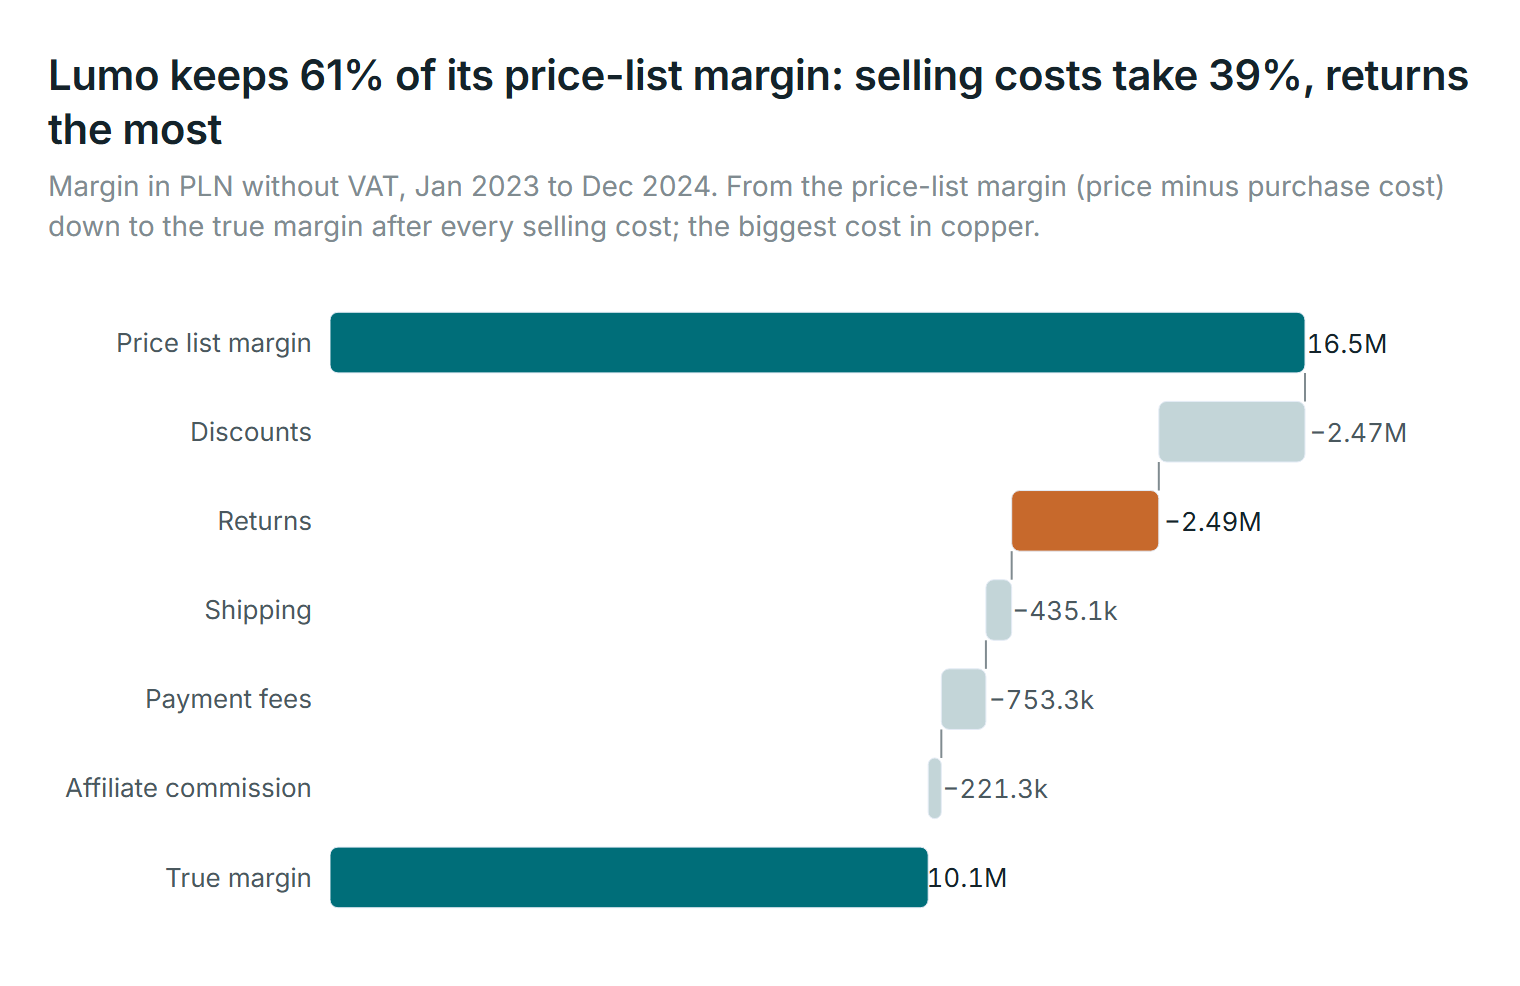 Lumo keeps 61% of its price-list margin: selling costs take 39%, returns
the most
Margin in PLN without VAT, Jan 2023 to Dec 2024. From the price-list margin (price minus purchase cost)
down to the true margin after every selling cost; the biggest cost in copper.
Price list margin 16.5M
Discounts −2.47M
Returns −2.49M
Shipping −435.1k
Payment fees −753.3k
Affiliate commission −221.3k
True margin 10.1M